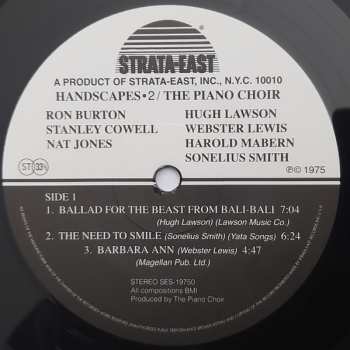 STRATA-EAST
A PRODUCT OF STRATA-EAST, INC., N.Y.C. 10010
HANDSCAPES•2/THE PIANO CHOIR
RON BURTON
STANLEY COWELL
NAT JONES
HUGH LAWSON
WEBSTER LEWIS
HAROLD MABERN
SONELIUS SMITH
ST 33⅓
℗© 1975
SIDE 1
1. BALLAD FOR THE BEAST FROM BALI-BALI 7:04
(Hugh Lawson) (Lawson Music Co.)
2. THE NEED TO SMILE (Sonelius Smith) (Yata Songs) 6:24
3. BARBARA ANN (Webster Lewis) 4:47
(Magellan Pub. Ltd.)
STEREO SES-19750
All compositions BMI
Produced by The Piano Choir